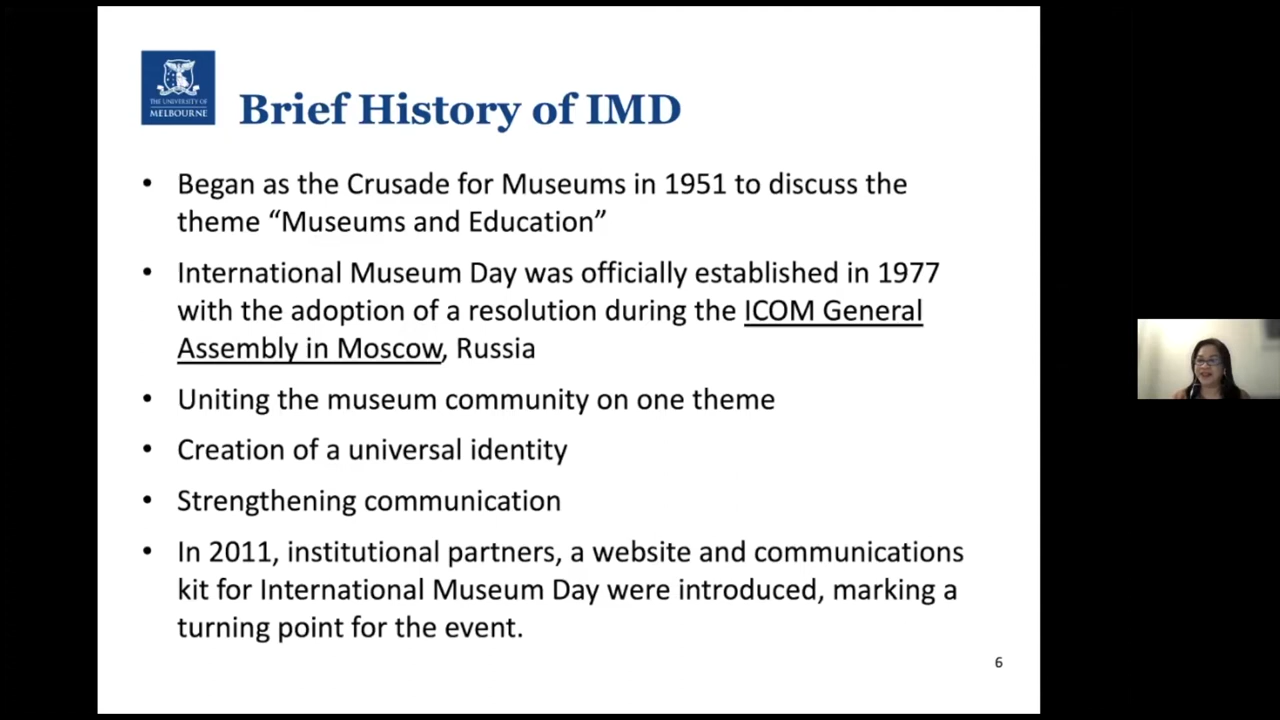 THE UNIVERSITY OF
MELBOURNE
Brief History of IMD
• Began as the Crusade for Museums in 1951 to discuss the
theme “Museums and Education”
• International Museum Day was officially established in 1977
with the adoption of a resolution during the ICOM General
Assembly in Moscow, Russia
• Uniting the museum community on one theme
• Creation of a universal identity
• Strengthening communication
• In 2011, institutional partners, a website and communications
kit for International Museum Day were introduced, marking a
turning point for the event.
6